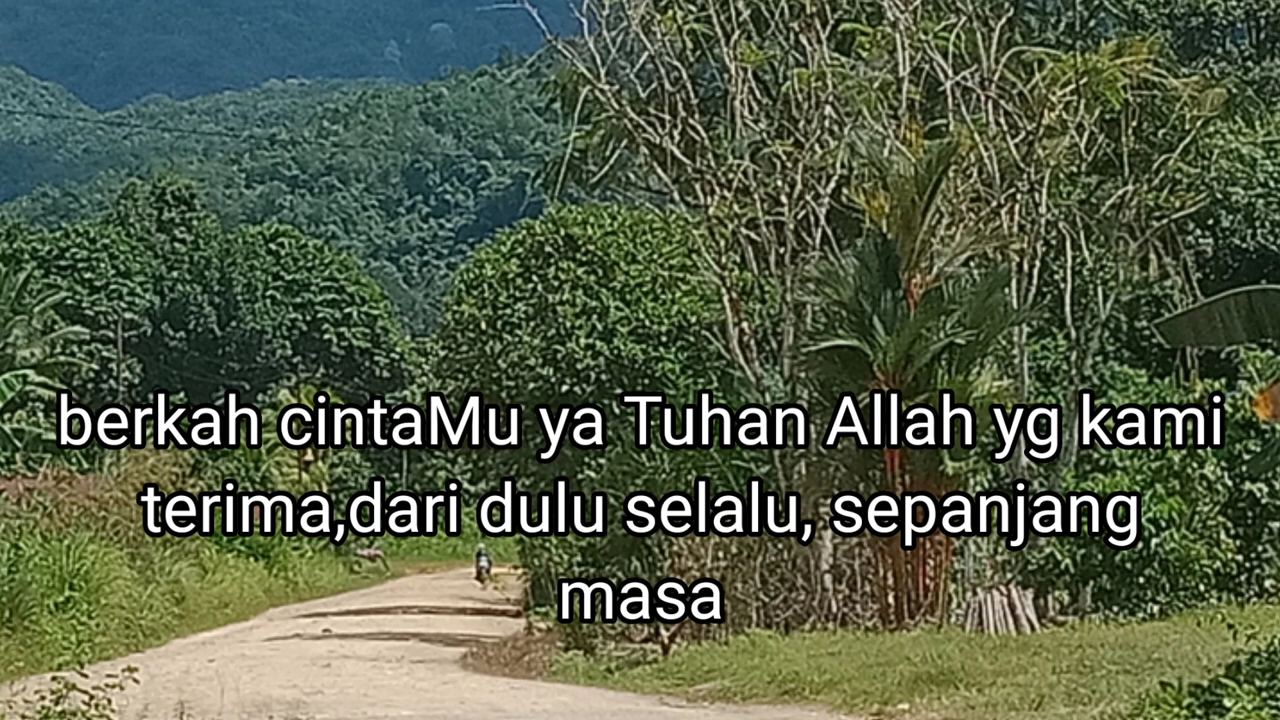 berkah cintaMu ya Tuhan Allah yg kami
terima,dari dulu selalu, sepanjang
masa